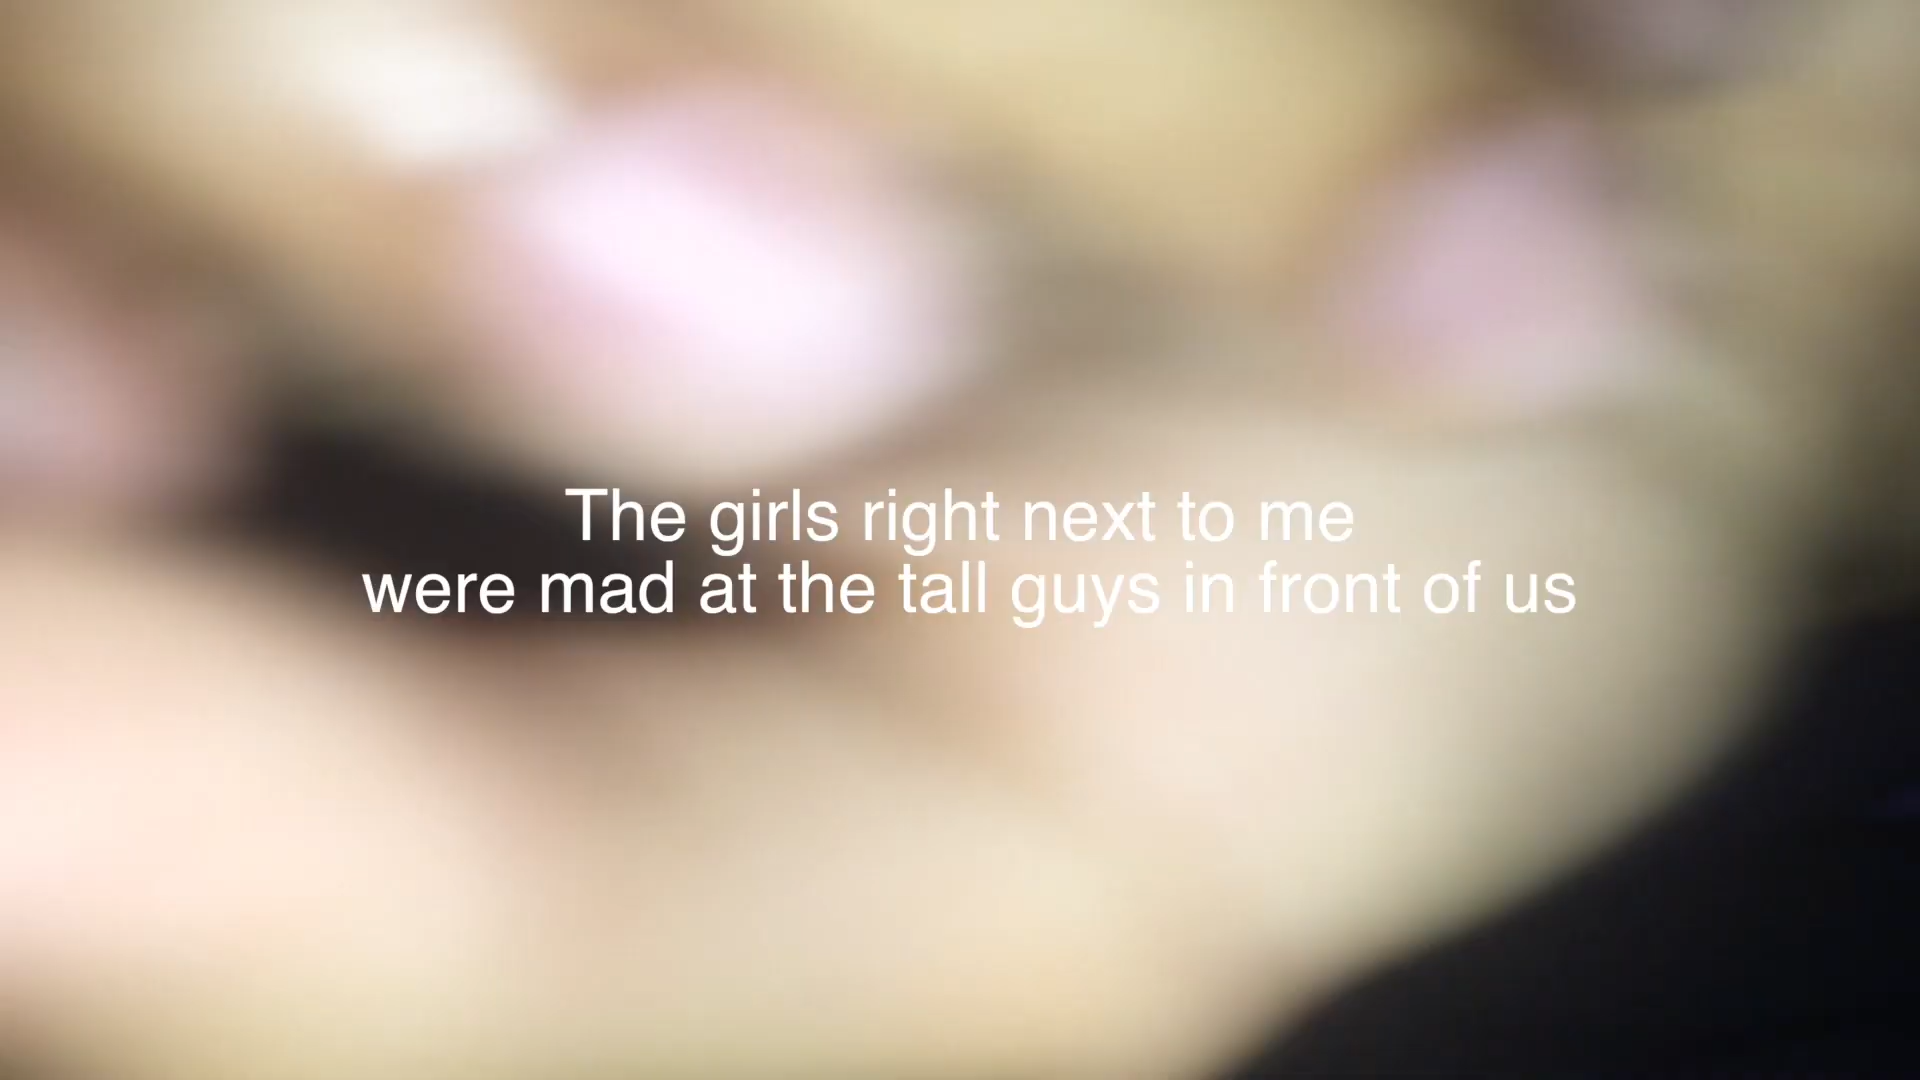 The girls right next to me
were mad at the tall guys in front of us